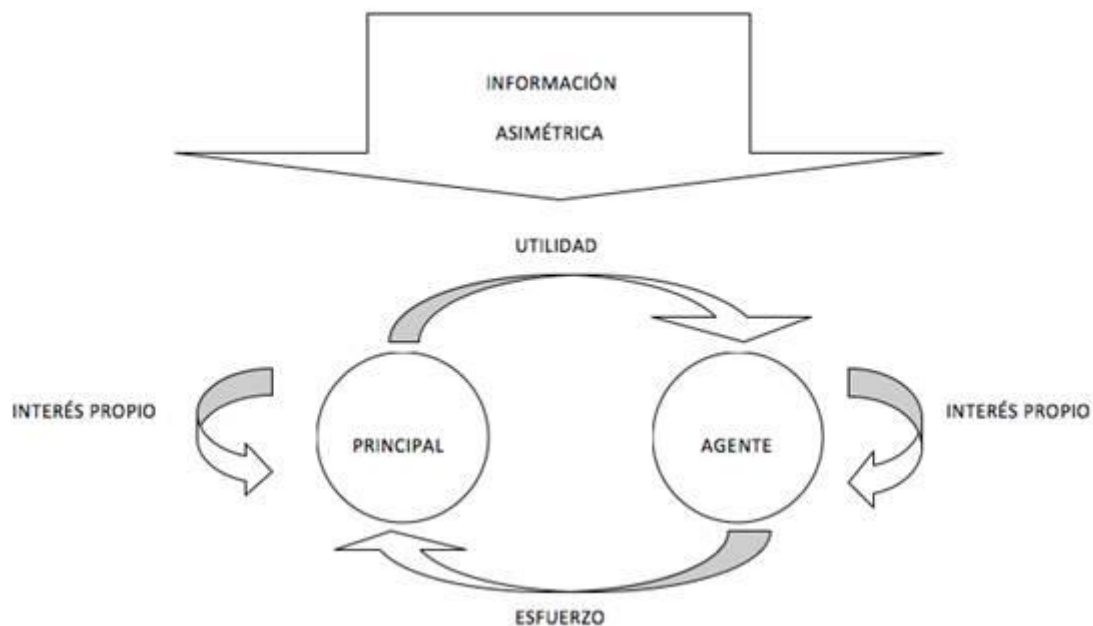 INFORMACIÓN
ASIMÉTRICA
UTILIDAD
INTERÉS PROPIO
PRINCIPAL
AGENTE
INTERÉS PROPIO
ESFUERZO